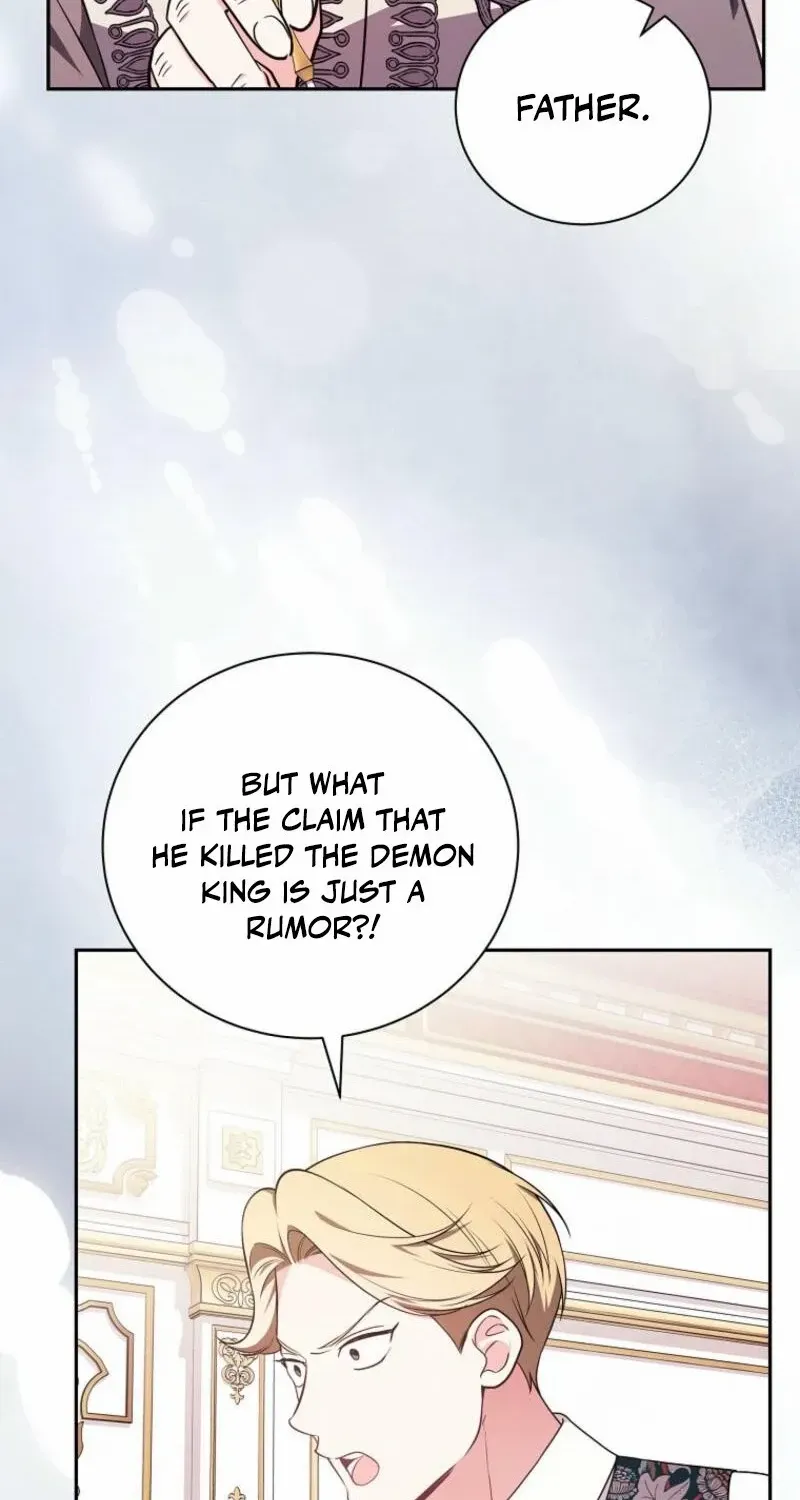 FATHER.
BUT WHAT
IF THE CLAIM THAT
HE KILLED THE DEMON
KING IS JUST A
RUMOR?!